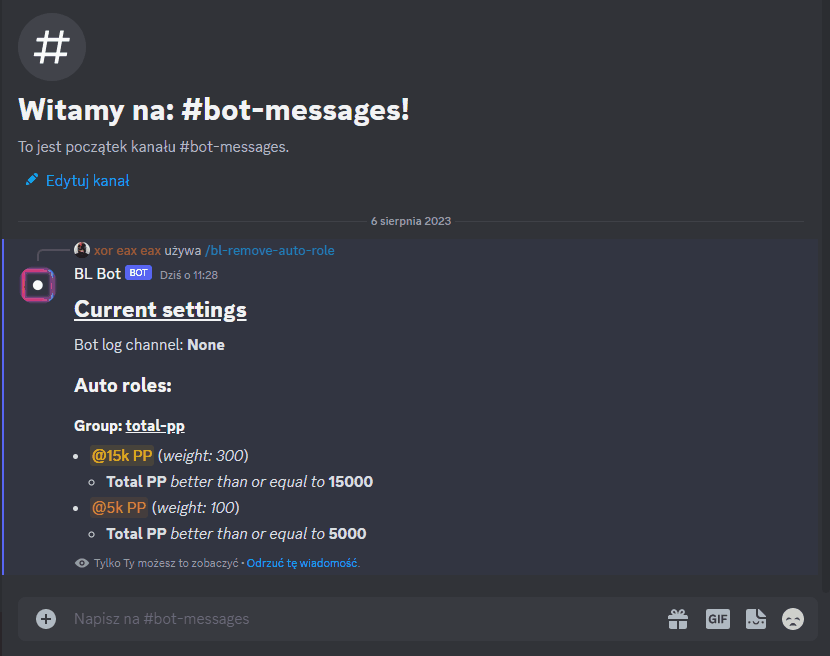 Witamy na: #bot-messages!
To jest początek kanału #bot-messages.
Edytuj kanał
6 sierpnia 2023
xor eax eax używa /bl-remove-auto-role
BL Bot BOT Dziś o 11:28
Current settings
Bot log channel: None
Auto roles:
Group: total-pp
• @15k PP (weight: 300)
◦ Total PP better than or equal to 15000
• @5k PP (weight: 100)
◦ Total PP better than or equal to 5000
Tylko Ty możesz to zobaczyć • Odrzuć tę wiadomość.
Napisz na #bot-messages GIF